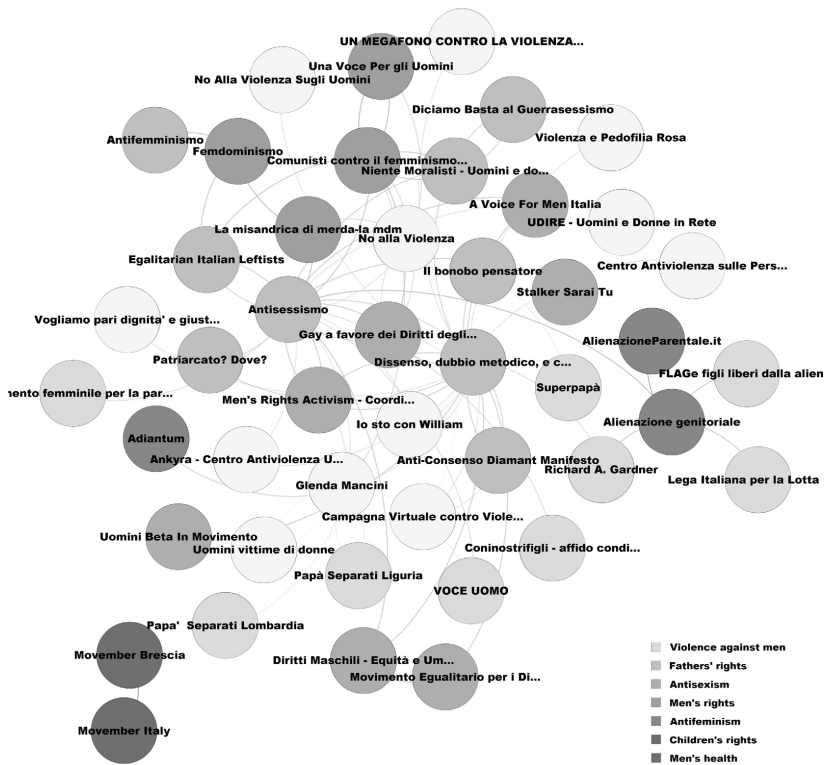 UN MEGAFONO CONTRO LA VIOLENZA...
Una Voce Per gli Uomini
No Alla Violenza Sugli Uomini
Diciamo Basta al Guerrasessismo
Violenza e Pedofilia Rosa
Antifemminismo
Femdominismo
Comunisti contro il femminismo...
Niente Moralisti - Uomini e do...
A Voice For Men Italia
UDIRE - Uomini e Donne in Rete
La misandrica di merda-la mdm
No alla Violenza
Egalitarian Italian Leftists
Il bonobo pensatore
Centro Antiviolenza sulle Pers...
Stalker Sarai Tu
Antisessismo
Vogliamo pari dignita' e giust...
Gay a favore dei Diritti degli...
AlienazioneParentale.it
Patriarcato? Dove?
Dissenso, dubbio metodico, e c...
FLAGe figli liberi dalla alien
Superpapà
nento femminile per la par...
Men's Rights Activism - Coordi...
Io sto con William
Alienazione genitoriale
Adiantum
Ankyra - Centro Antiviolenza U...
Anti-Consenso Diamant Manifesto
Richard A. Gardner
Lega Italiana per la Lotta
Glenda Mancini
Campagna Virtuale contro Viole...
Uomini Beta In Movimento
Uomini vittime di donne
Coninostrifigli - affido condi...
Papà Separati Liguria
VOCE UOMO
Papa' Separati Lombardia
Movember Brescia
Diritti Maschili - Equità e Um...
Movimento Egualitario per i Di...
Movember Italy
Violence against men
Fathers' rights
Antisexism
Men's rights
Antifeminism
Children's rights
Men's health